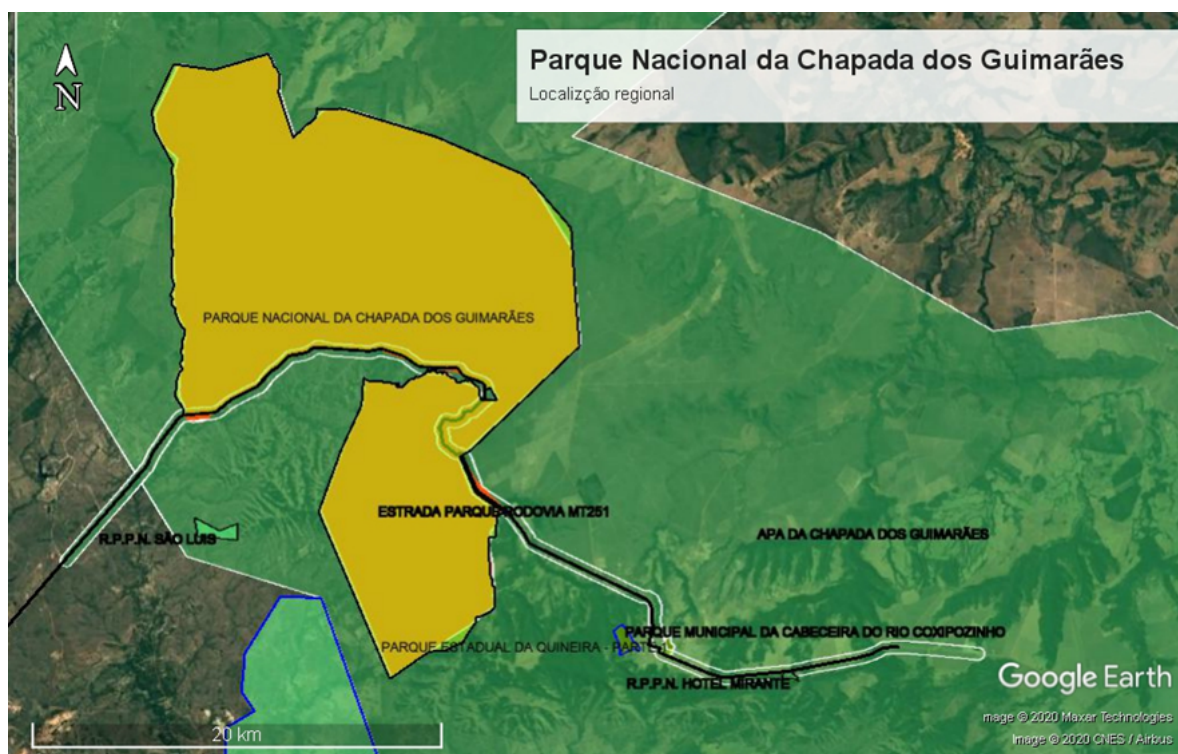 N
Parque Nacional da Chapada dos Guimarães
Localizção regional
PARQUE NACIONAL DA CHAPADA DOS GUIMARÃES
ESTRADA PARQUE RODOVIA MT251
R.P.P.N. SÃO LUIS
APA DA CHAPADA DOS GUIMARÃES
PARQUE MUNICIPAL DA CABECEIRA DO RIO COXIPOZINHO
PARQUE ESTADUAL DA QUINEIRA - PARTE 1
R.P.P.N. HOTEL MIRANTE
20 km
Google Earth
mage © 2020 Maxar Technologies
Image © 2020 CNES / Airbus